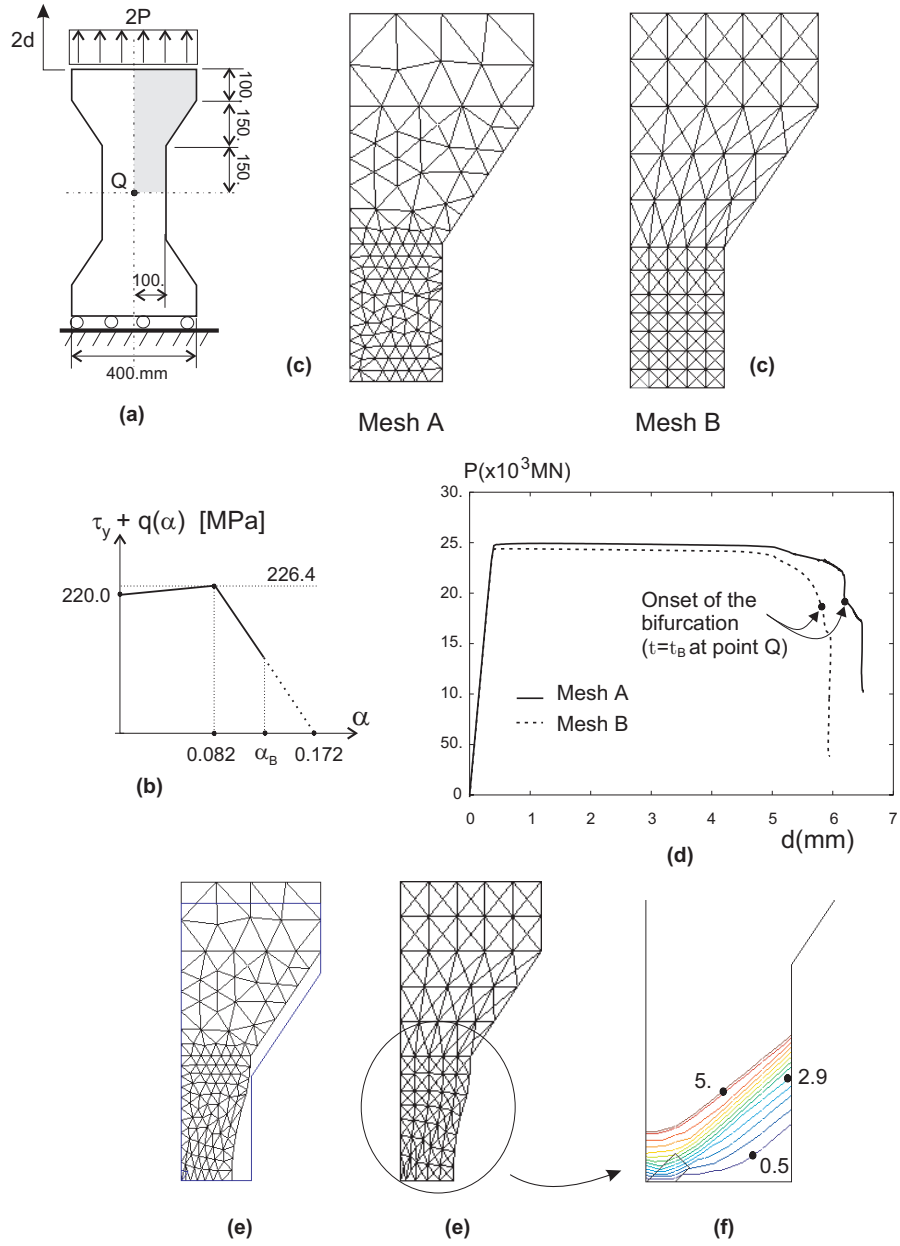 2P
2d
100.
150.
150.
Q
100.
400.mm
(a)
(c)
Mesh A
(c)
Mesh B
τy + q(α) [MPa]
226.4
220.0
0.082
αB
0.172
α
(b)
P(x10³MN)
30.
25.
20.
15.
10.
50.
0
0
1
2
3
4
5
6
7
Onset of the
bifurcation
(t=tB at point Q)
Mesh A
Mesh B
d(mm)
(d)
(e)
(e)
5.
2.9
0.5
(f)